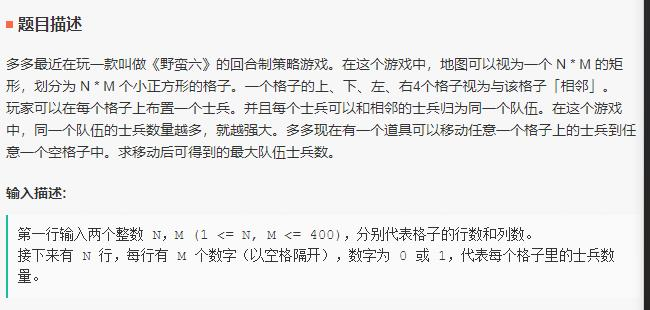 题目描述
多多最近在玩一款叫做《野蛮六》的回合制策略游戏。在这个游戏中，地图可以视为一个 N * M 的矩
形，划分为 N * M 个小正方形的格子。一个格子的上、下、左、右4个格子视为与该格子「相邻」。
玩家可以在每个格子上布置一个士兵。并且每个士兵可以和相邻的士兵归为同一个队伍。在这个游戏
中，同一个队伍的士兵数量越多，就越强大。多多现在有一个道具可以移动任意一个格子上的士兵到任
意一个空格子中。求移动后可得到的最大队伍士兵数。
输入描述:
第一行输入两个整数 N，M (1 <= N, M <= 400)，分别代表格子的行数和列数。
接下来有 N 行，每行有 M 个数字（以空格隔开），数字为 0 或 1，代表每个格子里的士兵数
量。